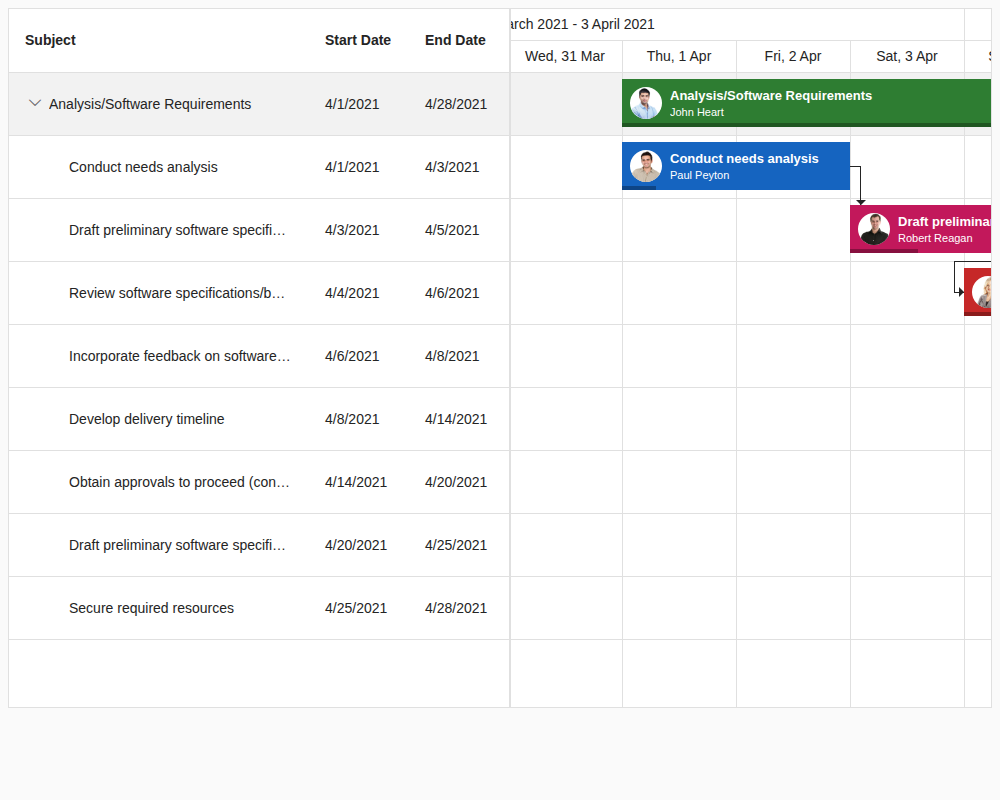 Subject Start Date End Date
March 2021 - 3 April 2021
Wed, 31 Mar Thu, 1 Apr Fri, 2 Apr Sat, 3 Apr
Analysis/Software Requirements 4/1/2021 4/28/2021
Analysis/Software Requirements
John Heart
Conduct needs analysis 4/1/2021 4/3/2021
Conduct needs analysis
Paul Peyton
Draft preliminary software specifi… 4/3/2021 4/5/2021
Draft preliminar
Robert Reagan
Review software specifications/b… 4/4/2021 4/6/2021
Incorporate feedback on software… 4/6/2021 4/8/2021
Develop delivery timeline 4/8/2021 4/14/2021
Obtain approvals to proceed (con… 4/14/2021 4/20/2021
Draft preliminary software specifi… 4/20/2021 4/25/2021
Secure required resources 4/25/2021 4/28/2021